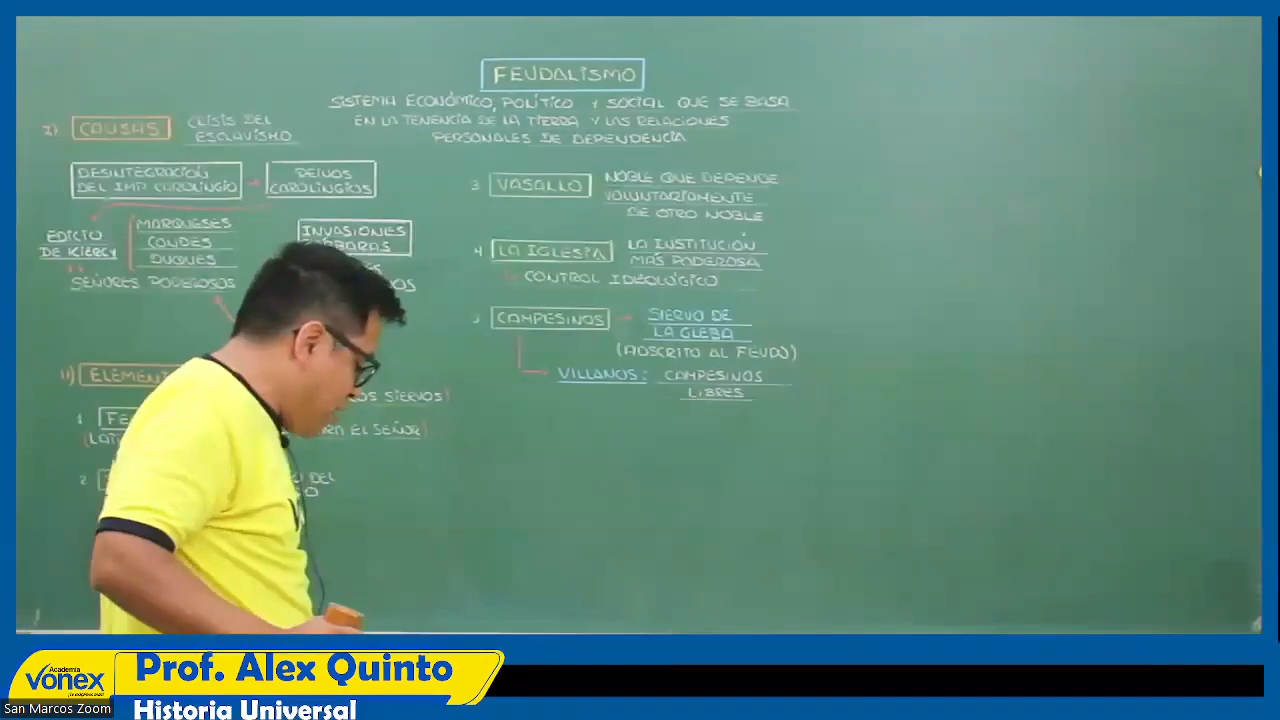 FEUDALISMO
SISTEMA ECONÓMICO, POLÍTICO Y SOCIAL QUE SE BASA
EN LA TENENCIA DE LA TIERRA Y LAS RELACIONES
PERSONALES DE DEPENDENCIA
I) CAUSAS
CRISIS DEL
ESCLAVISMO
DESINTEGRACIÓN
DEL IMP CAROLINGIO
REINOS
CAROLINGIOS
EDICTO
DE KIERCY
MARQUESES
CONDES
DUQUES
SEÑORES PODEROSOS
INVASIONES
II) ELEMENT
1
OS SIERVOS)
EL SEÑOR)
2
DEL
3 VASALLO
NOBLE QUE DEPENDE
VOLUNTARIAMENTE
DE OTRO NOBLE
4 LA IGLESIA
LA INSTITUCIÓN
MÁS PODEROSA
CONTROL IDEOLÓGICO
5 CAMPESINOS
SIERVO DE
LA GLEBA
(ADSCRITO AL FEUDO)
VILLANOS: CAMPESINOS
LIBRES
Academia
VONEX
San Marcos Zoom
Prof. Alex Quinto
Historia Universal